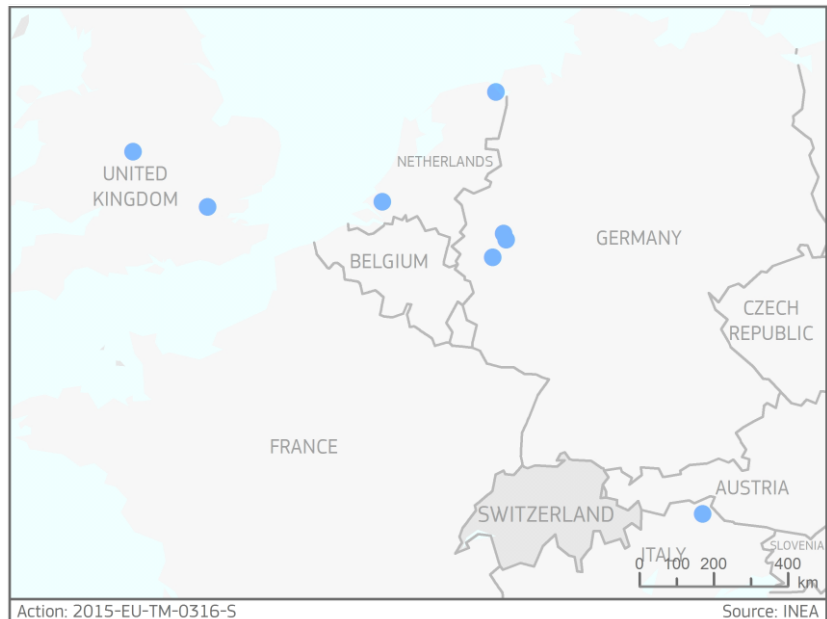 NETHERLANDS
UNITED
KINGDOM
GERMANY
BELGIUM
CZECH
REPUBLIC
FRANCE
AUSTRIA
SWITZERLAND
SLOVENIA
ITALY
0 100 200 400
km
Action: 2015-EU-TM-0316-S
Source: INEA